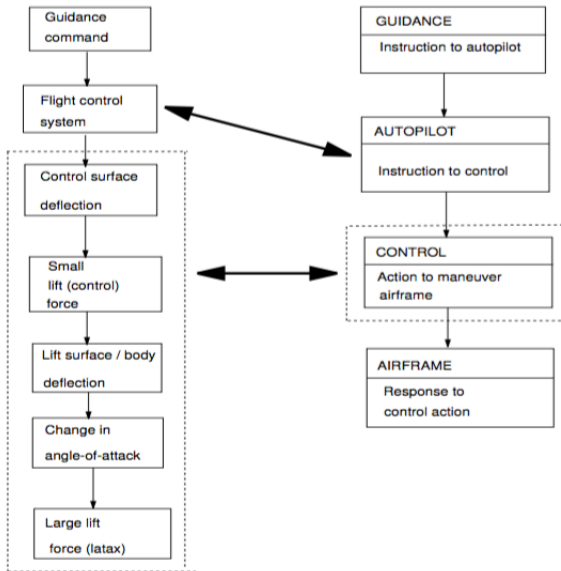 Guidance
command
Flight control
system
Control surface
deflection
Small
lift (control)
force
Lift surface / body
deflection
Change in
angle-of-attack
Large lift
force (latax)
GUIDANCE
Instruction to autopilot
AUTOPILOT
Instruction to control
CONTROL
Action to maneuver
airframe
AIRFRAME
Response to
control action